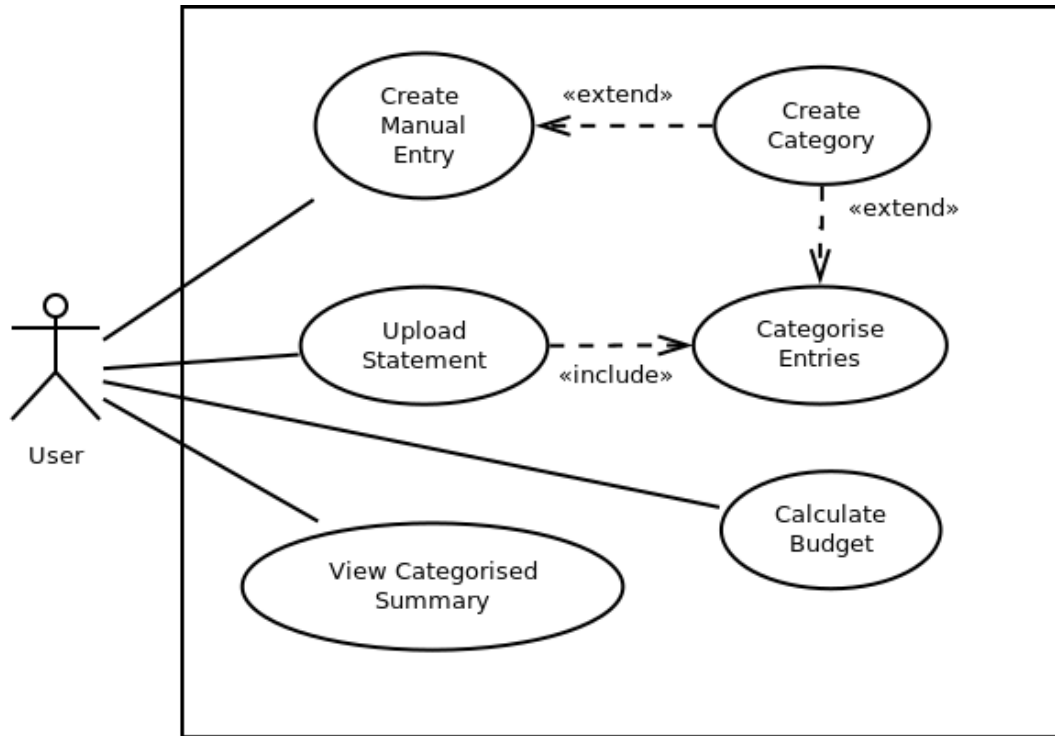 Create
Manual
Entry
«extend»
Create
Category
«extend»
Upload
Statement
«include»
Categorise
Entries
User
Calculate
Budget
View Categorised
Summary